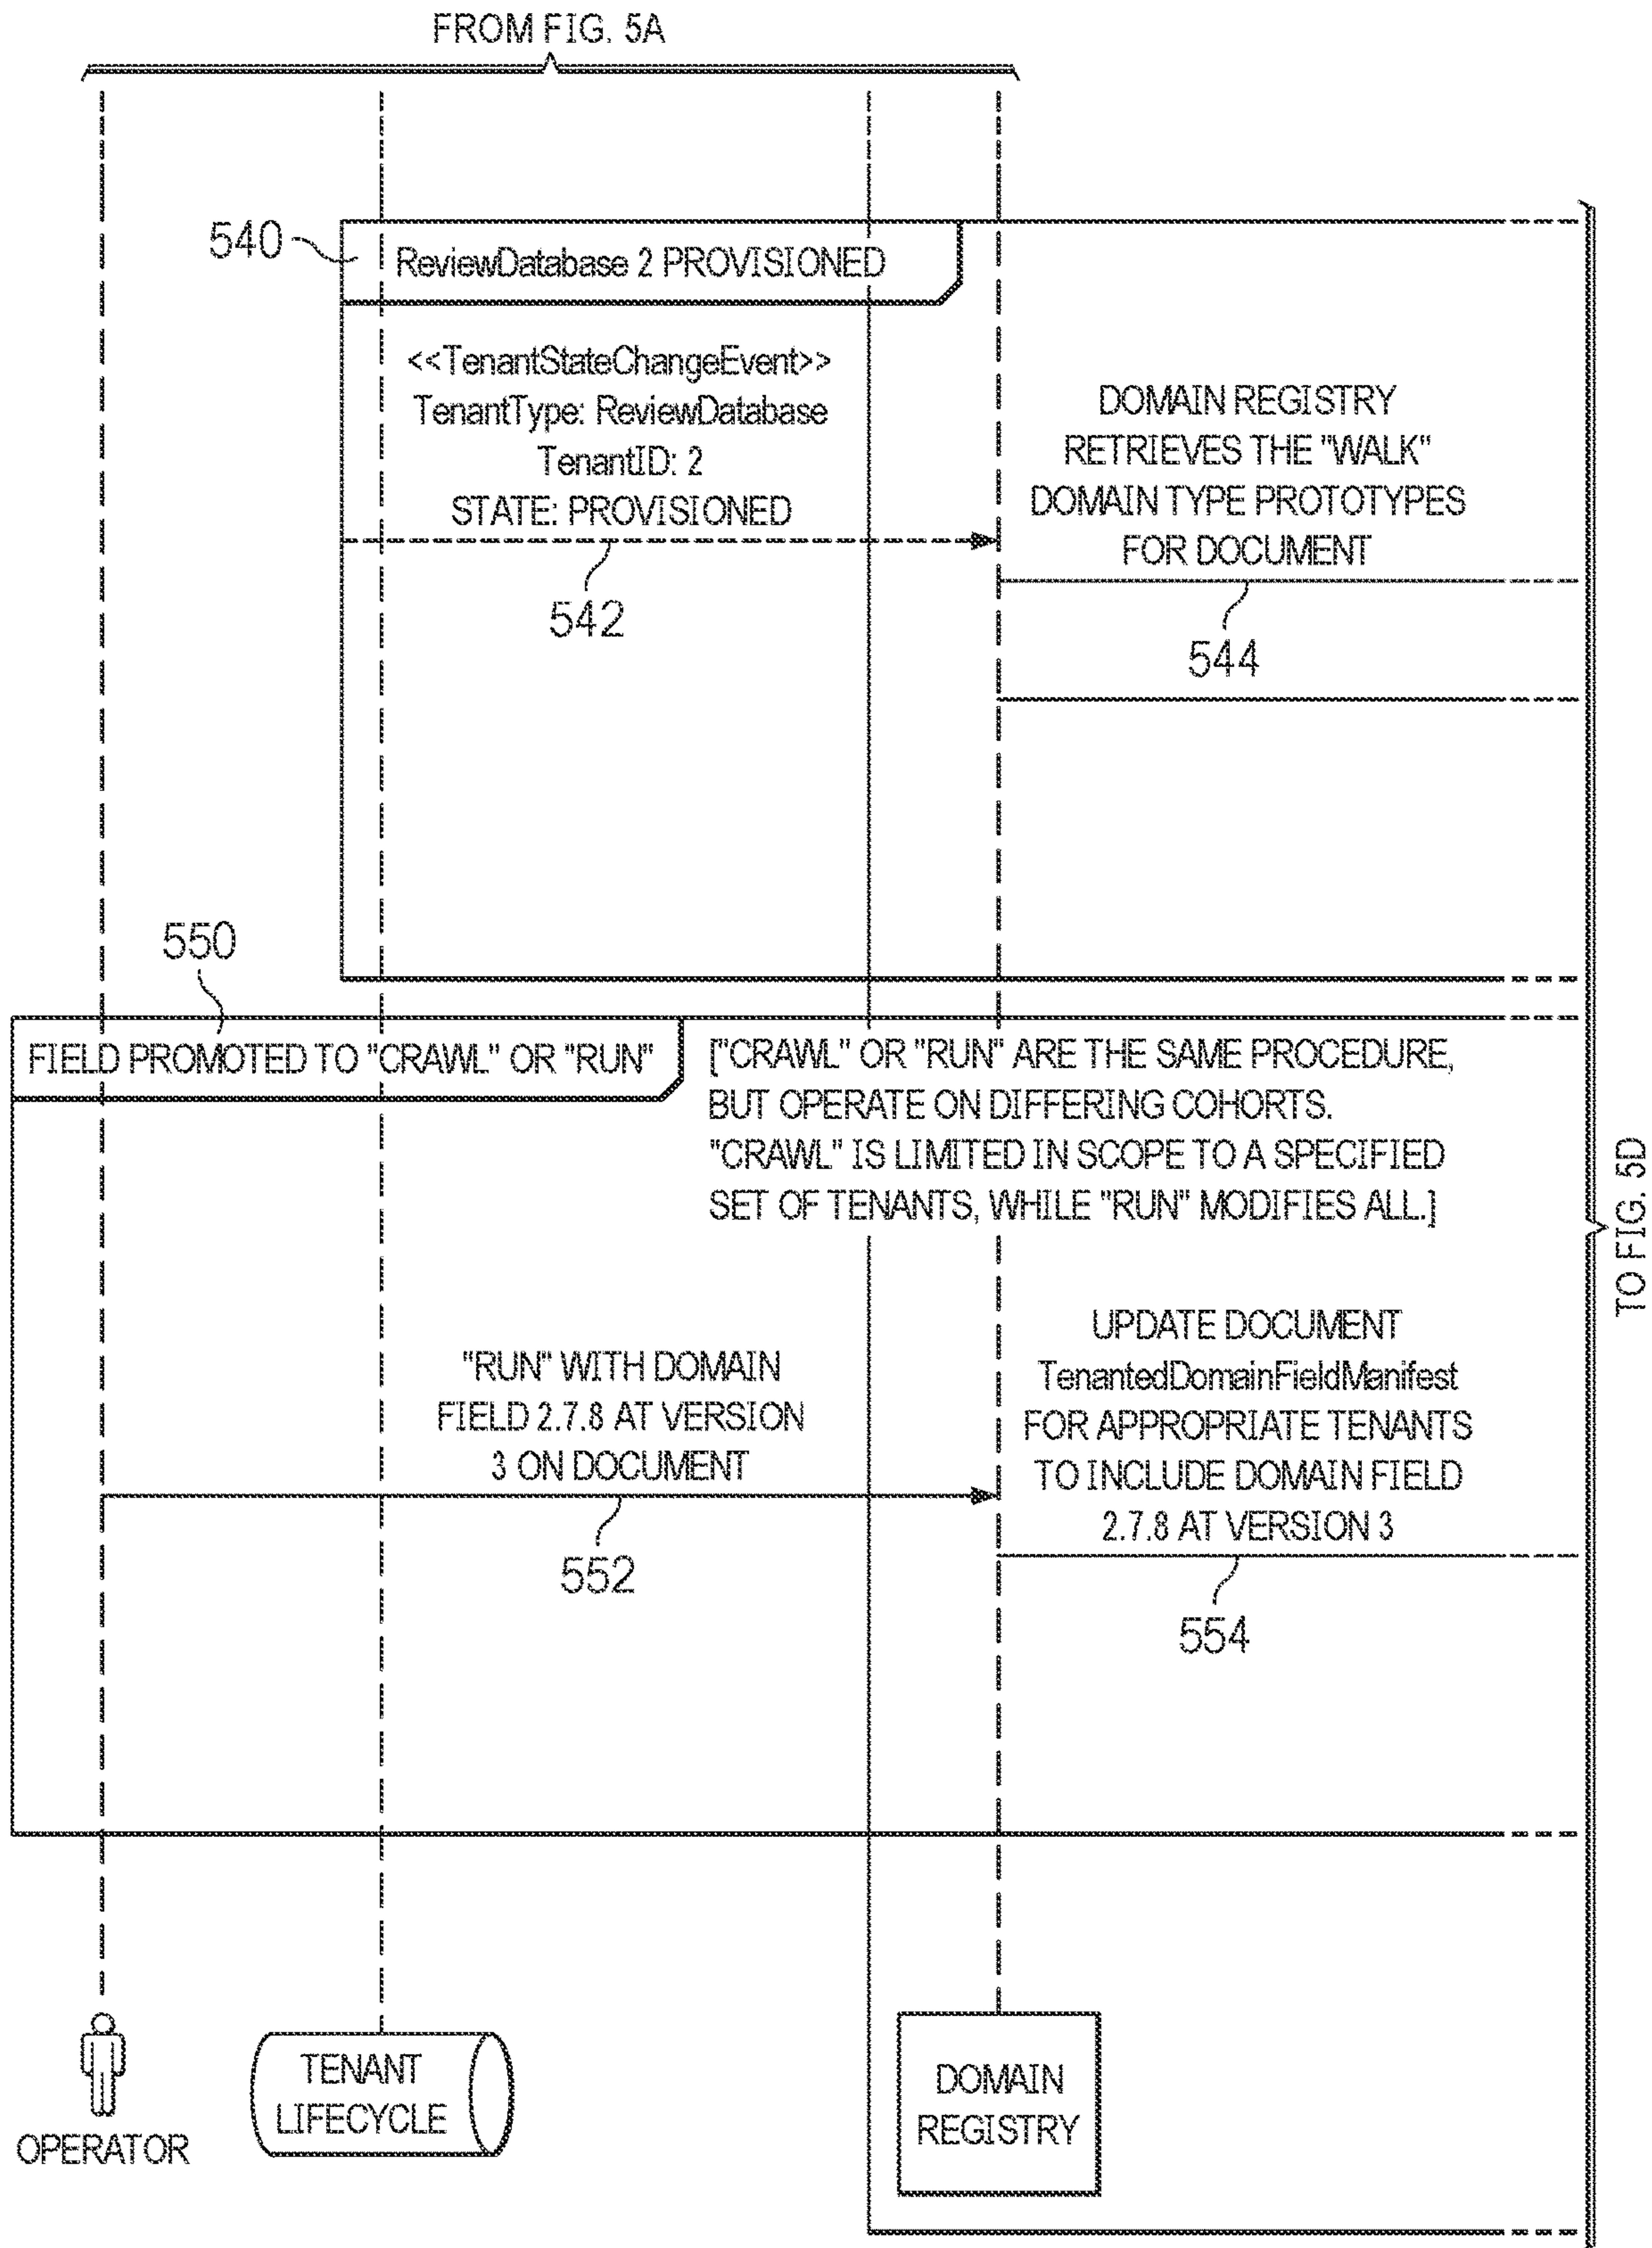 FROM FIG. 5A
540
ReviewDatabase 2 PROVISIONED
<<TenantStateChangeEvent>>
TenantType: ReviewDatabase
TenantID: 2
STATE: PROVISIONED
542
DOMAIN REGISTRY
RETRIEVES THE "WALK"
DOMAIN TYPE PROTOTYPES
FOR DOCUMENT
544
550
FIELD PROMOTED TO "CRAWL" OR "RUN"
["CRAWL" OR "RUN" ARE THE SAME PROCEDURE,
BUT OPERATE ON DIFFERING COHORTS.
"CRAWL" IS LIMITED IN SCOPE TO A SPECIFIED
SET OF TENANTS, WHILE "RUN" MODIFIES ALL.]
TO FIG. 5D
"RUN" WITH DOMAIN
FIELD 2.7.8 AT VERSION
3 ON DOCUMENT
552
UPDATE DOCUMENT
TenantedDomainFieldManifest
FOR APPROPRIATE TENANTS
TO INCLUDE DOMAIN FIELD
2.7.8 AT VERSION 3
554
OPERATOR
TENANT
LIFECYCLE
DOMAIN
REGISTRY